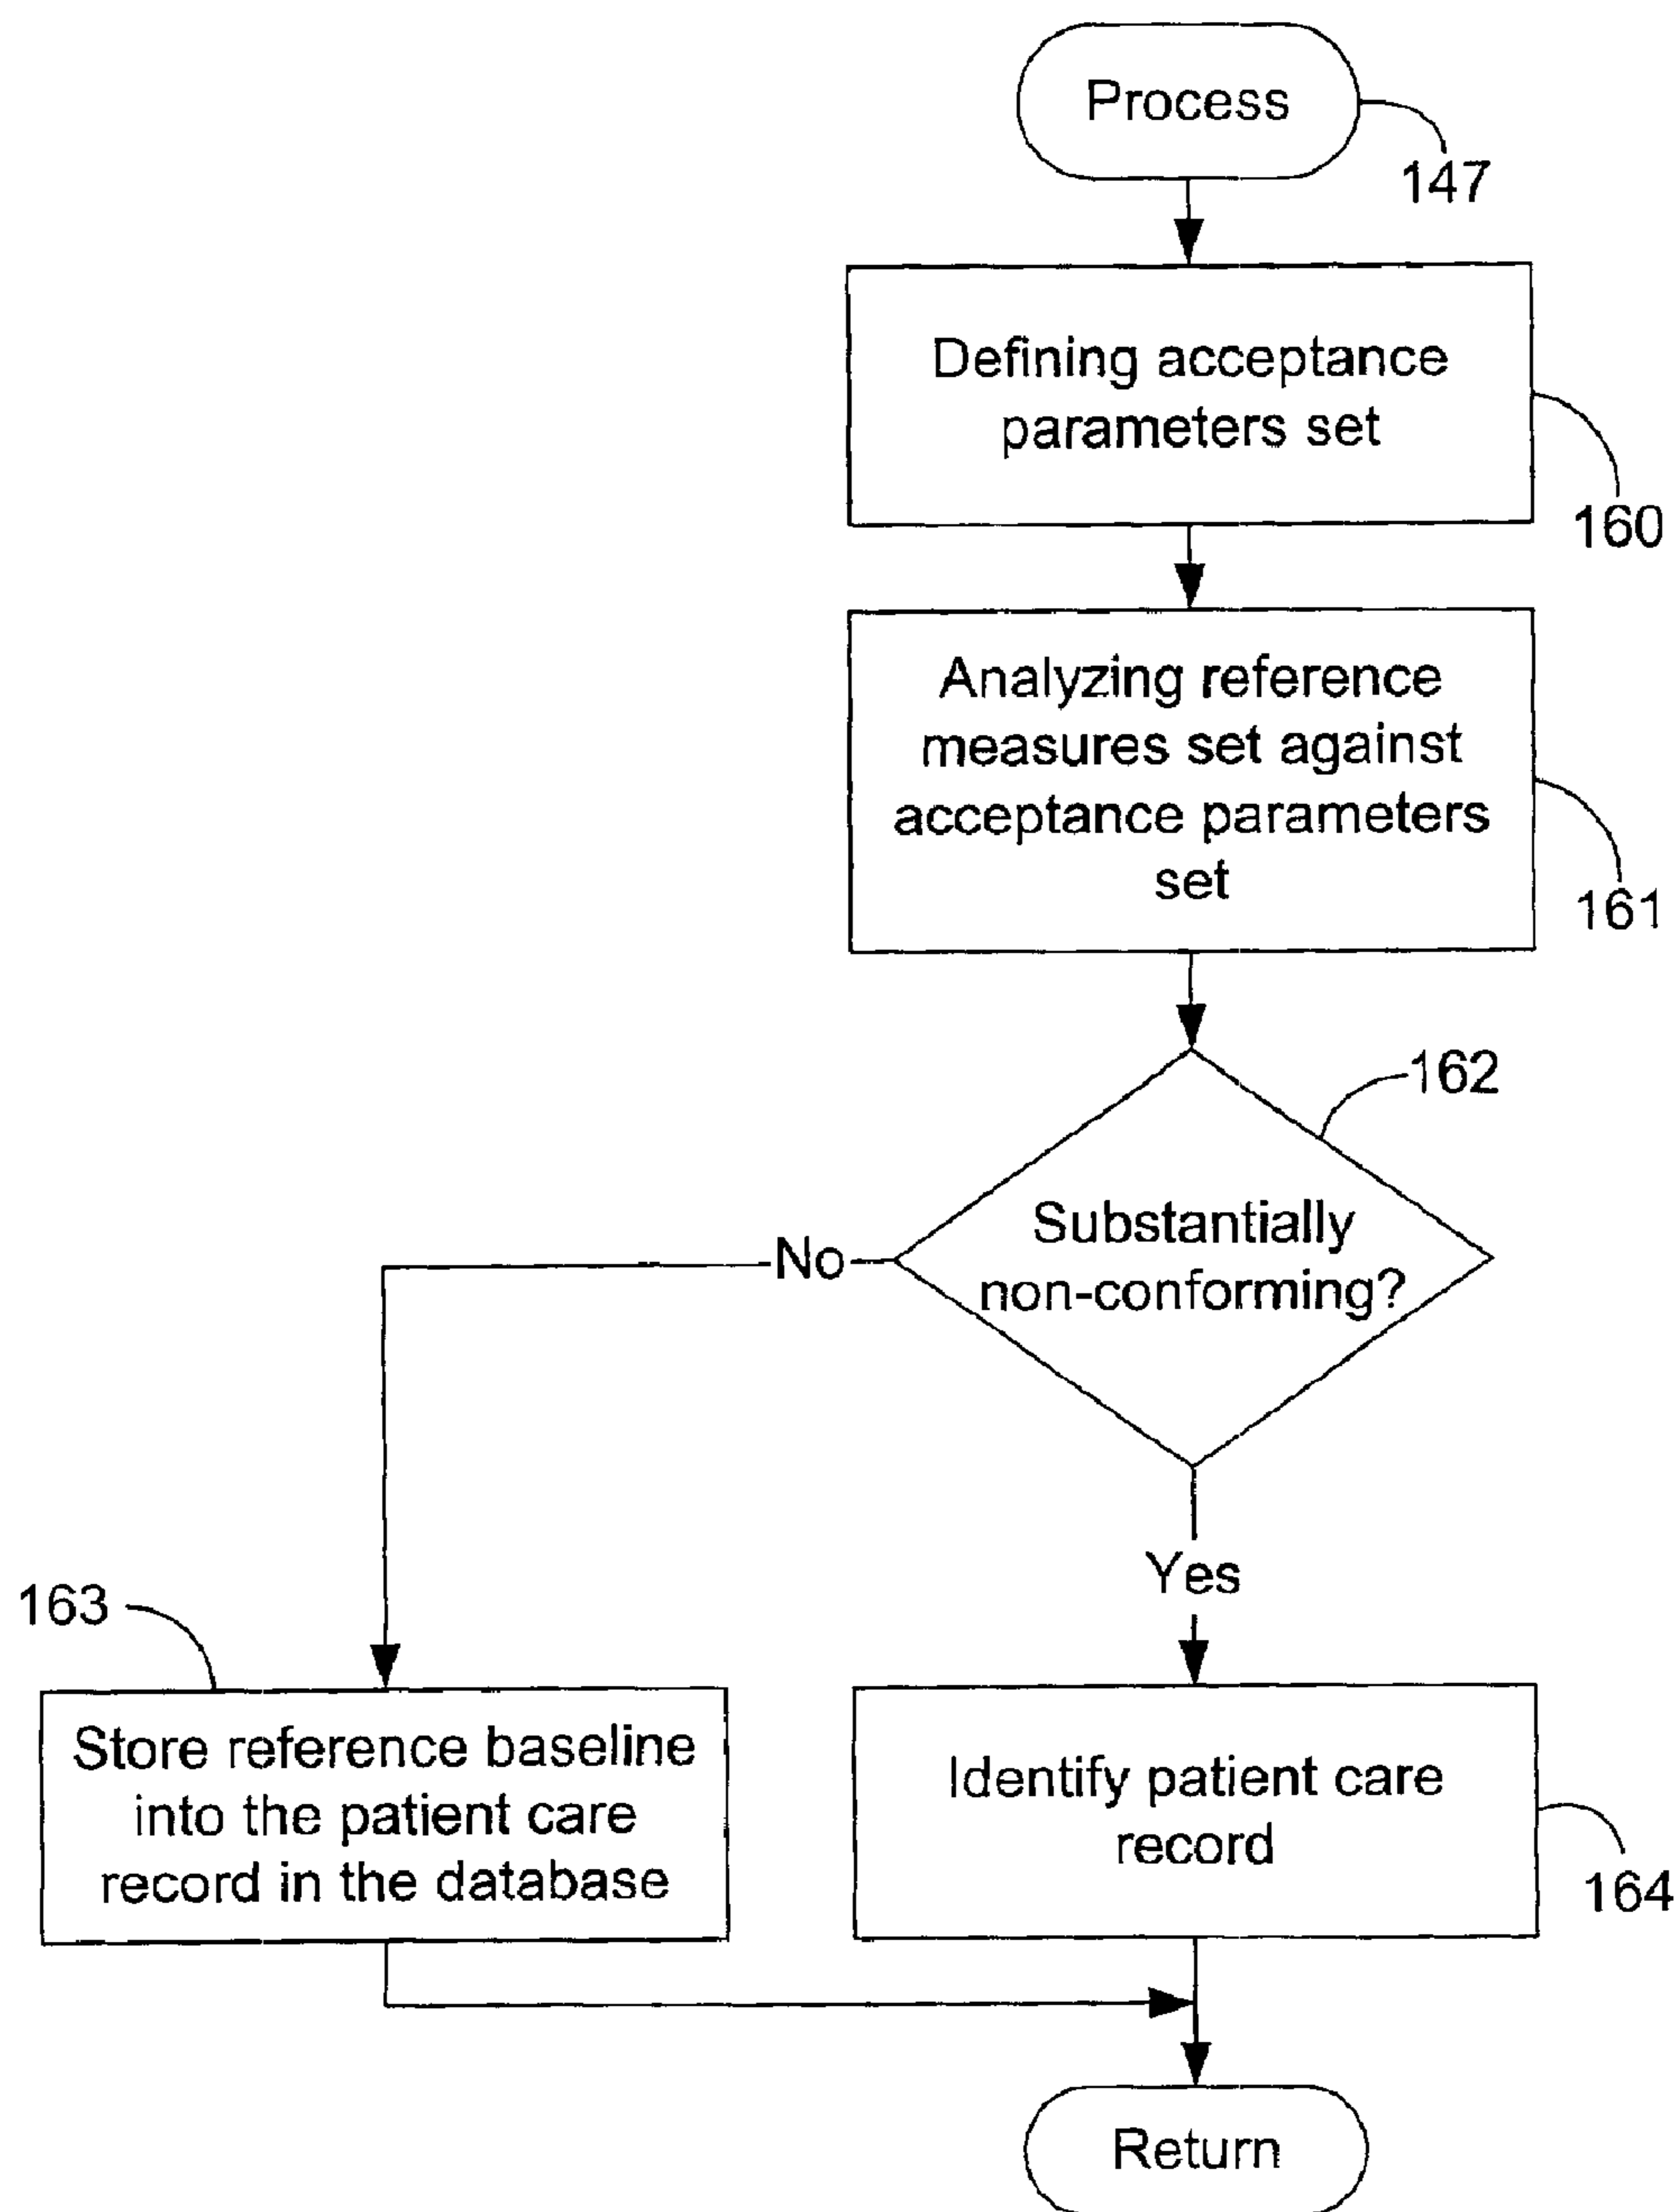 Process
147
Defining acceptance
parameters set
160
Analyzing reference
measures set against
acceptance parameters
set
161
162
Substantially
non-conforming?
No
Yes
163
Store reference baseline
into the patient care
record in the database
Identify patient care
record
164
Return